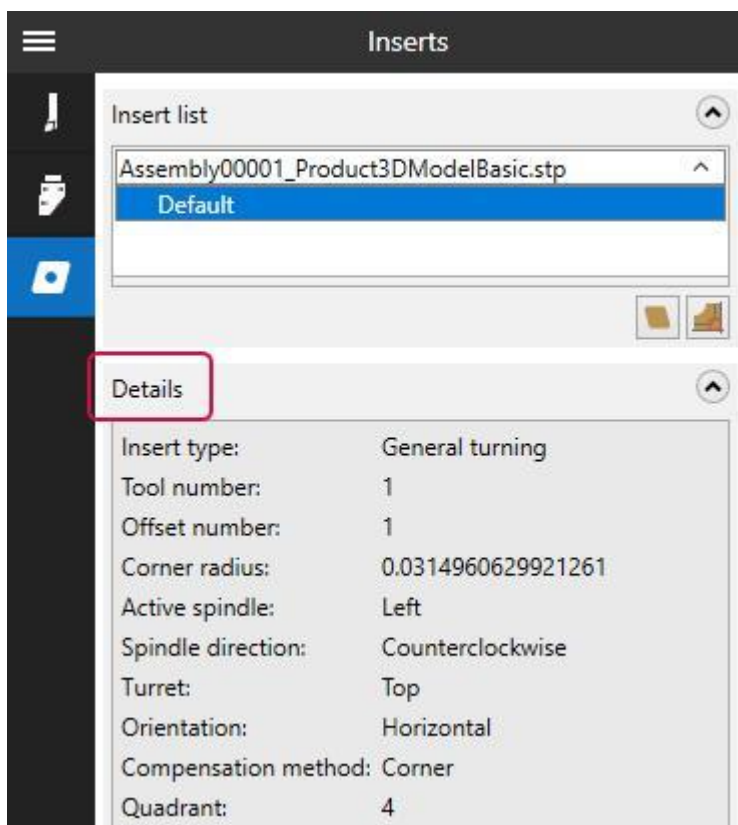 Inserts
Insert list
Assembly00001_Product3DModelBasic.stp
Default
Details
Insert type: General turning
Tool number: 1
Offset number: 1
Corner radius: 0.0314960629921261
Active spindle: Left
Spindle direction: Counterclockwise
Turret: Top
Orientation: Horizontal
Compensation method: Corner
Quadrant: 4